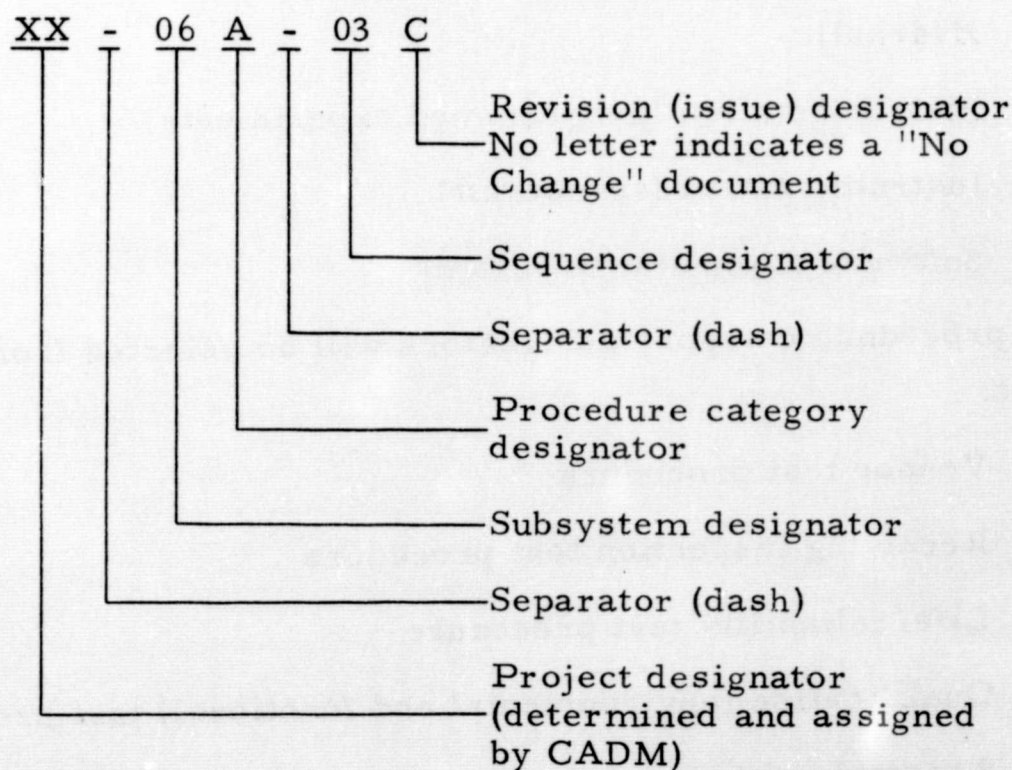 XX - 06 A - 03 C
Revision (issue) designator
No letter indicates a "No
Change" document
Sequence designator
Separator (dash)
Procedure category
designator
Subsystem designator
Separator (dash)
Project designator
(determined and assigned
by CADM)